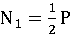 N₁ = ½ P